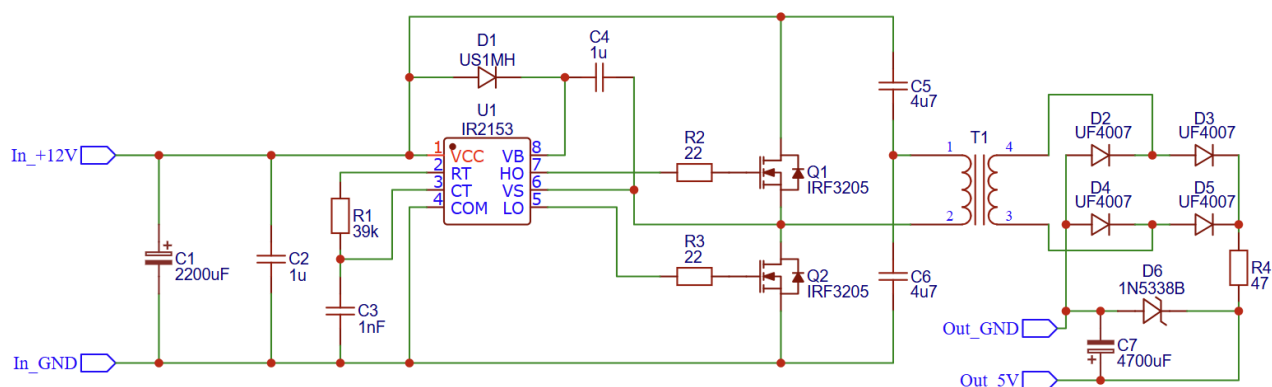 D1
US1MH
C4
1u
C5
4u7
U1
IR2153
In_+12V
1
2
3
4
VCC
RT
CT
COM
VB
HO
VS
LO
8
7
6
5
R2
22
Q1
IRF3205
T1
1
2
4
3
D2
UF4007
D3
UF4007
D4
UF4007
D5
UF4007
R1
39k
C1
2200uF
C2
1u
C3
1nF
R3
22
Q2
IRF3205
C6
4u7
D6
1N5338B
R4
47
Out_GND
C7
4700uF
In_GND
Out_5V